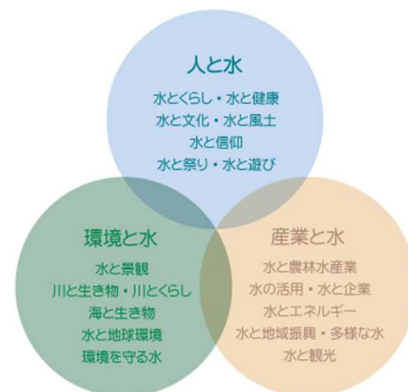 人と水
水とくらし・水と健康
水と文化・水と風土
水と信仰
水と祭り・水と遊び
環境と水
水と景観
川と生き物・川とくらし
海と生き物
水と地球環境
環境を守る水
産業と水
水と農林水産業
水の活用・水と企業
水とエネルギー
水と地域振興・多様な水
水と観光